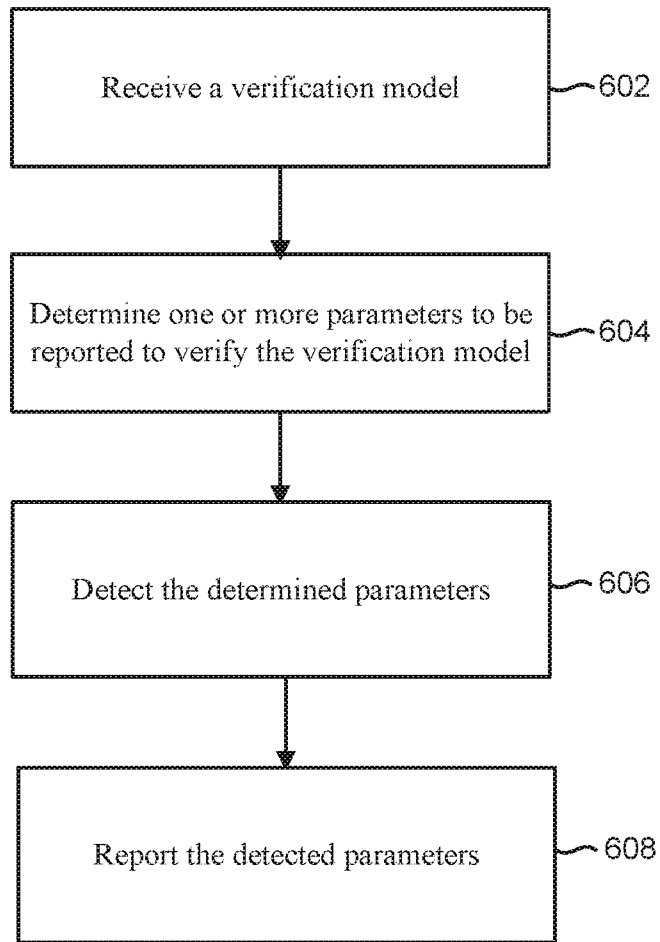 Receive a verification model
602
Determine one or more parameters to be
reported to verify the verification model
604
Detect the determined parameters
606
Report the detected parameters
608